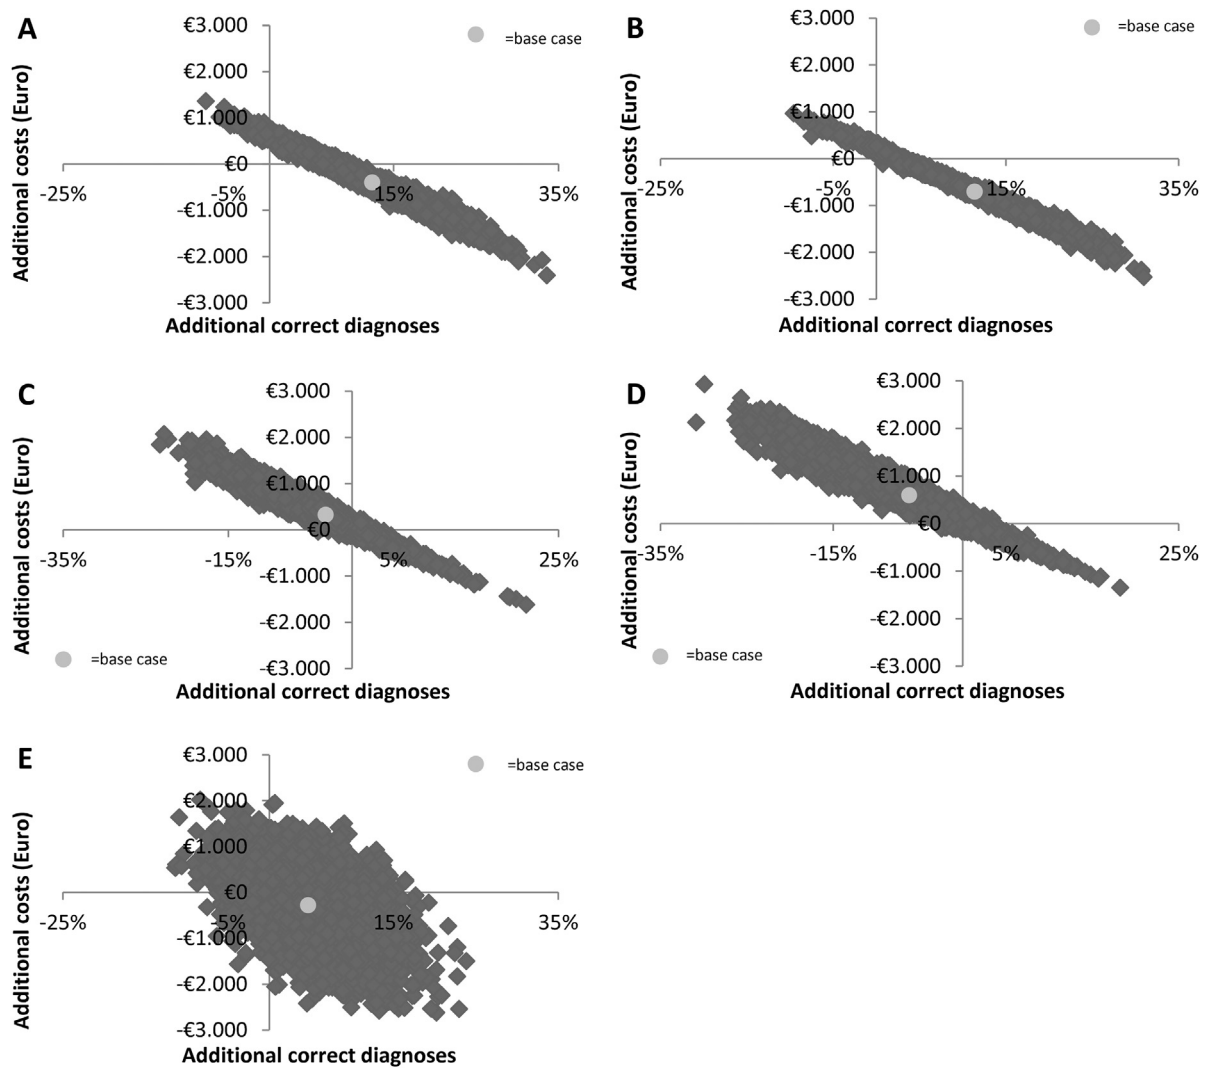 A
€3.000
€2.000
€1.000
€0
-€1.000
-€2.000
-€3.000
-25%
-5%
15%
35%
=base case
Additional costs (Euro)
Additional correct diagnoses
B
€3.000
€2.000
€1.000
€0
-€1.000
-€2.000
-€3.000
-25%
-5%
15%
35%
=base case
Additional costs (Euro)
Additional correct diagnoses
C
€3.000
€2.000
€1.000
€0
-€1.000
-€2.000
-€3.000
-35%
-15%
5%
25%
=base case
Additional costs (Euro)
Additional correct diagnoses
D
€3.000
€2.000
€1.000
€0
-€1.000
-€2.000
-€3.000
-35%
-15%
5%
25%
=base case
Additional costs (Euro)
Additional correct diagnoses
E
€3.000
€2.000
€1.000
€0
-€1.000
-€2.000
-€3.000
-25%
-5%
15%
35%
=base case
Additional costs (Euro)
Additional correct diagnoses